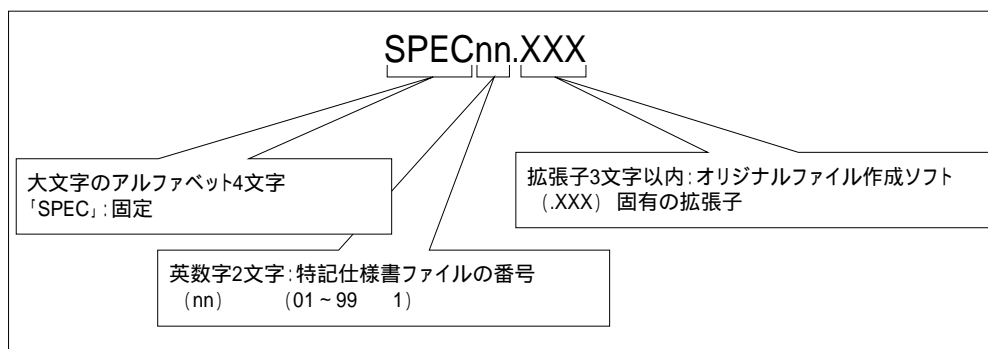 SPECnn.XXX
大文字のアルファベット4文字
「SPEC」:固定
拡張子3文字以内:オリジナルファイル作成ソフト
(.XXX) 固有の拡張子
英数字2文字:特記仕様書ファイルの番号
(nn) (01~99 1)